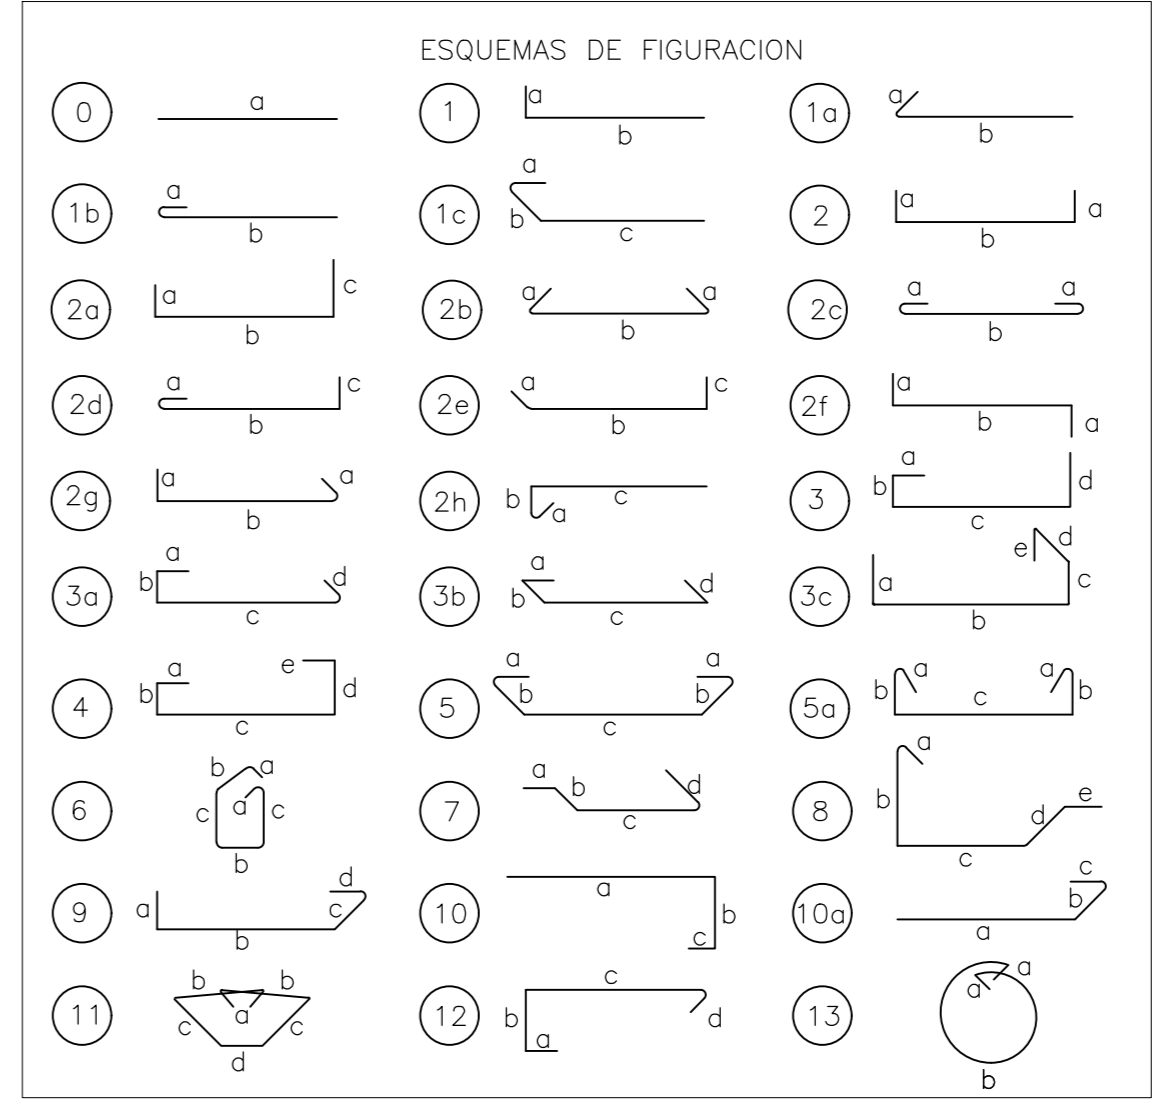 ESQUEMAS DE FIGURACION
0 a
1 a b
1a a b
1b a b
1c a b c
2 a b a
2a a b c
2b a b a
2c a b a
2d a b c
2e a b c
2f a b a
2g a b a
2h b a c
3 a b c d
3a a b c d
3b a b c d
3c a b c d e
4 a b c d e
5 a b c b a
5a b a c a b
6 b a c a c b
7 a b c d
8 a b c d e
9 a b c d
10 a b c
10a a b c
11 b b c a c d
12 c b a d
13 a a b